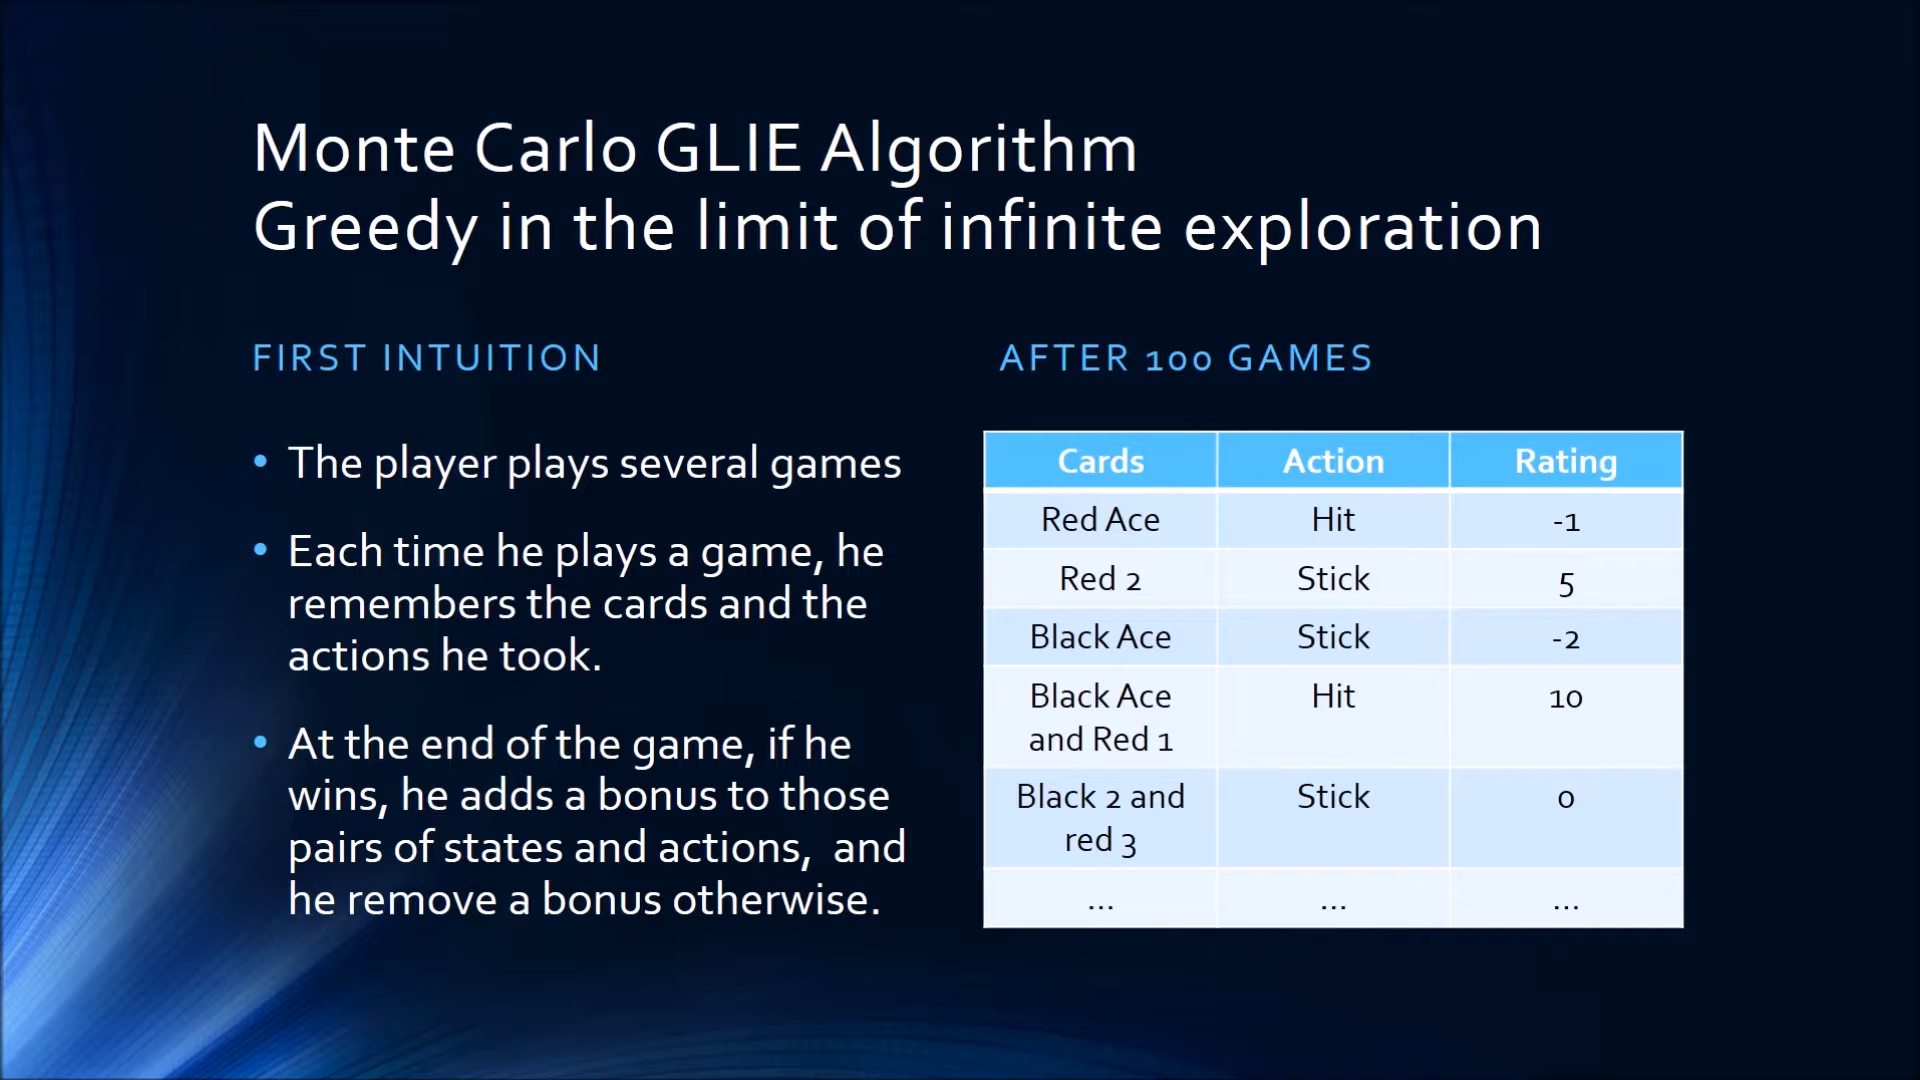 Monte Carlo GLIE Algorithm
Greedy in the limit of infinite exploration
FIRST INTUITION
• The player plays several games
• Each time he plays a game, he
remembers the cards and the
actions he took.
• At the end of the game, if he
wins, he adds a bonus to those
pairs of states and actions,  and
he remove a bonus otherwise.
AFTER 100 GAMES
Cards Action Rating
Red Ace Hit -1
Red 2 Stick 5
Black Ace Stick -2
Black Ace Hit 10
and Red 1
Black 2 and Stick 0
red 3
... ... ...